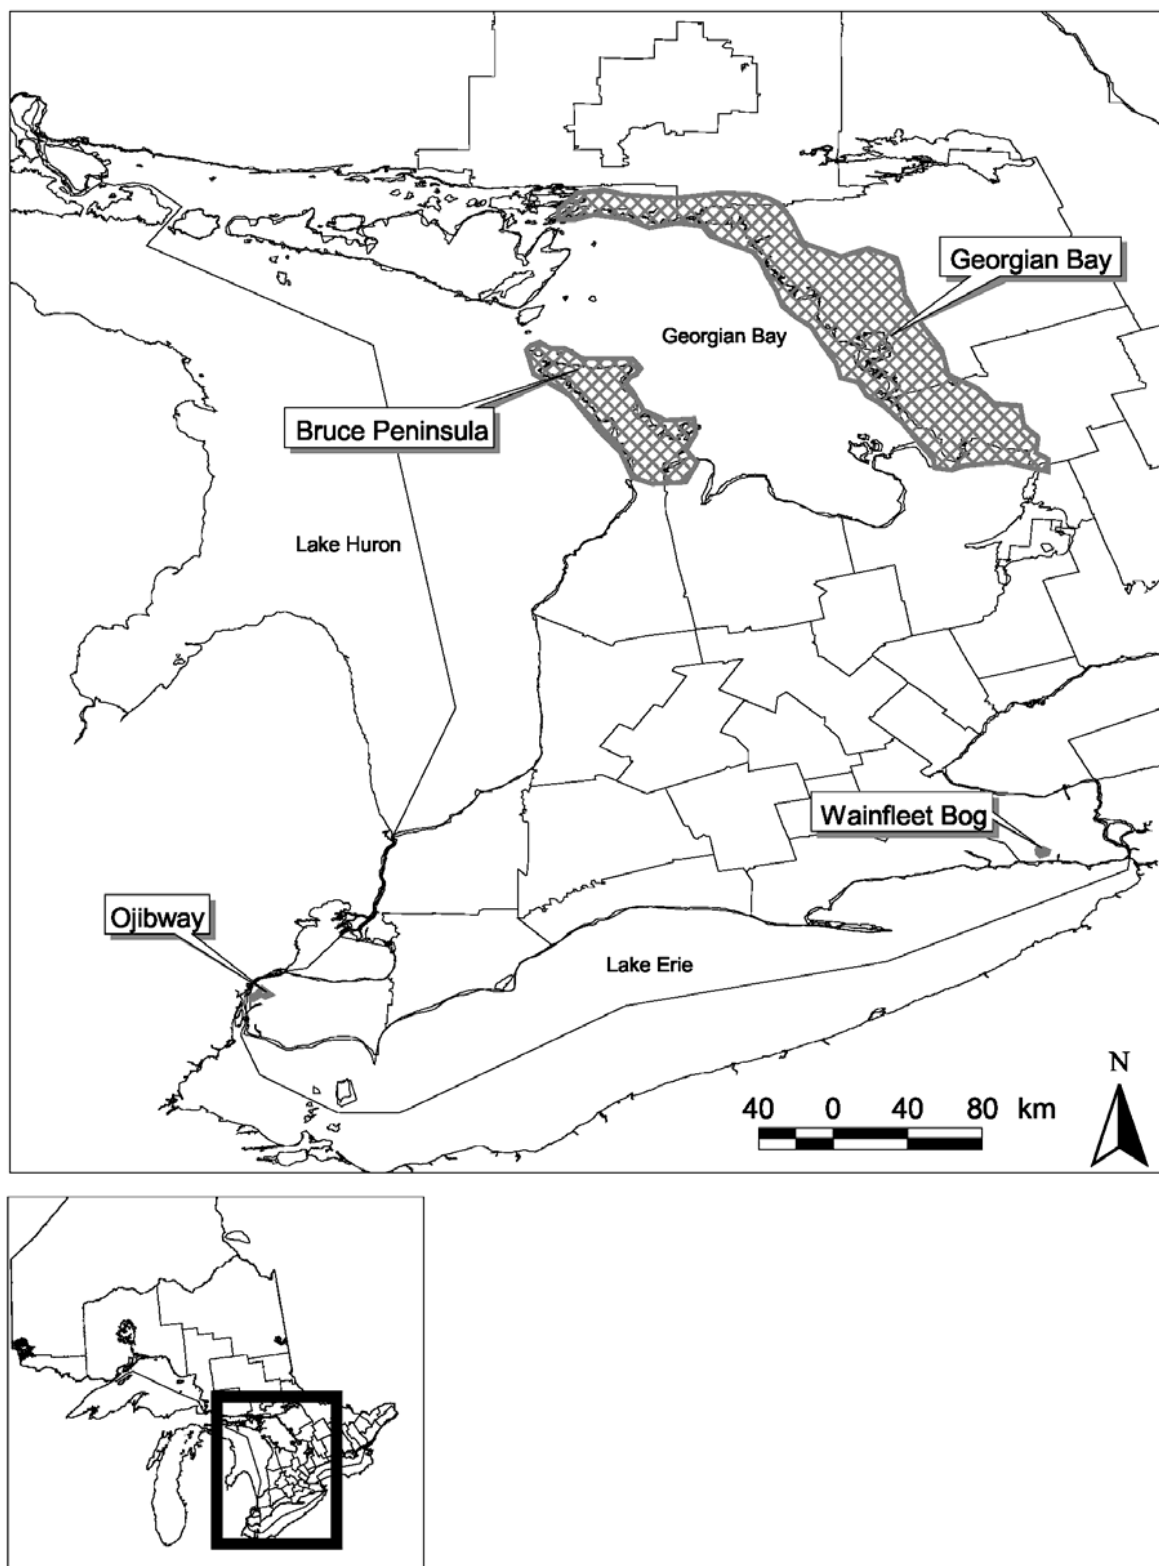 Georgian Bay
Georgian Bay
Bruce Peninsula
Lake Huron
Wainfleet Bog
Ojibway
Lake Erie
N
40 0 40 80 km